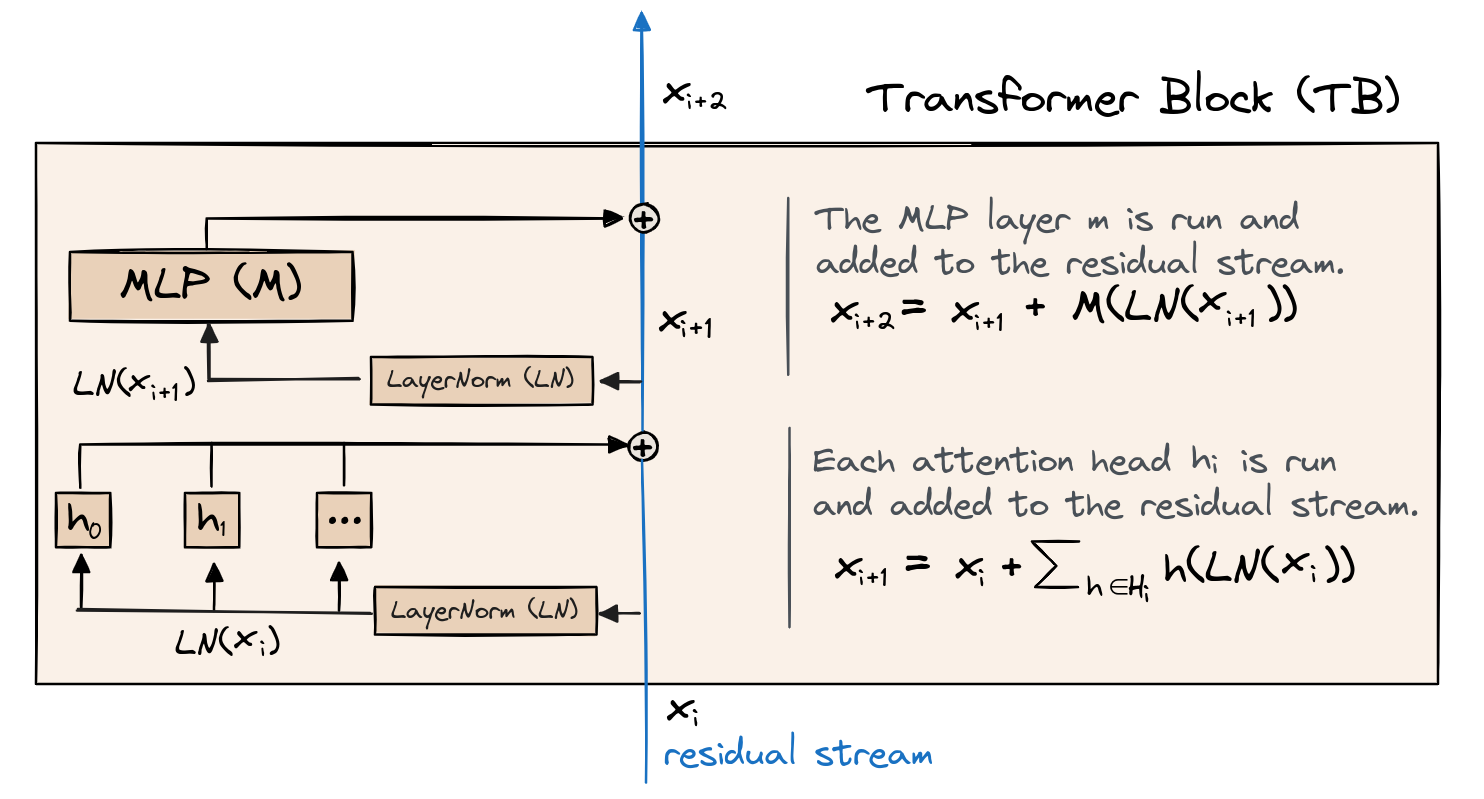 x_{i+2}
Transformer Block (TB)
The MLP layer m is run and
added to the residual stream.
x_{i+2} = x_{i+1} + M(LN(x_{i+1}))
MLP (M)
x_{i+1}
LayerNorm (LN)
LN(x_{i+1})
Each attention head h_i is run
and added to the residual stream.
x_{i+1} = x_i + ∑_{h∈H_i} h(LN(x_i))
h_0
h_1
...
LayerNorm (LN)
LN(x_i)
x_i
residual stream